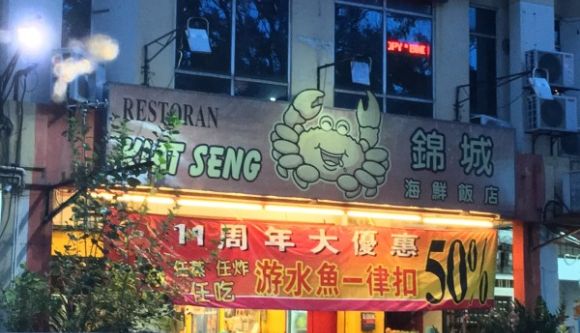 RESTORAN
SENG
錦城
海鮮飯店
11周年大優惠
任蒸 任炸
任吃
游水魚一律扣
50%